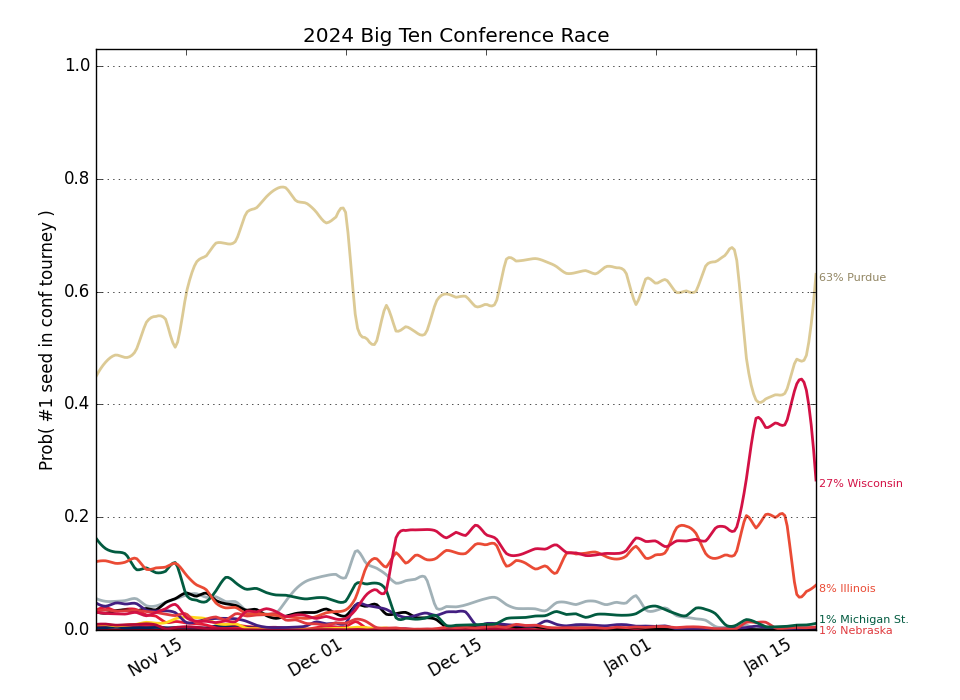 2024 Big Ten Conference Race
Prob( #1 seed in conf tourney )
1.0
0.8
0.6
0.4
0.2
0.0
63% Purdue
27% Wisconsin
8% Illinois
1% Michigan St.
1% Nebraska
Nov 15
Dec 01
Dec 15
Jan 01
Jan 15